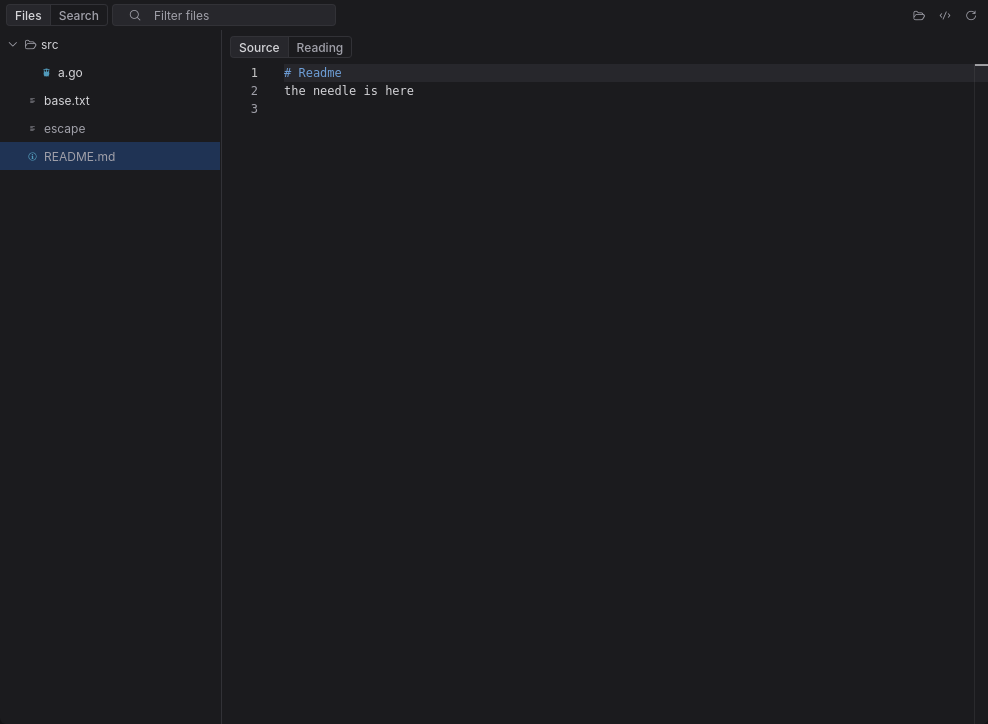 Files Search Filter files
src
a.go
base.txt
escape
README.md
Source Reading
1 # Readme
2 the needle is here
3